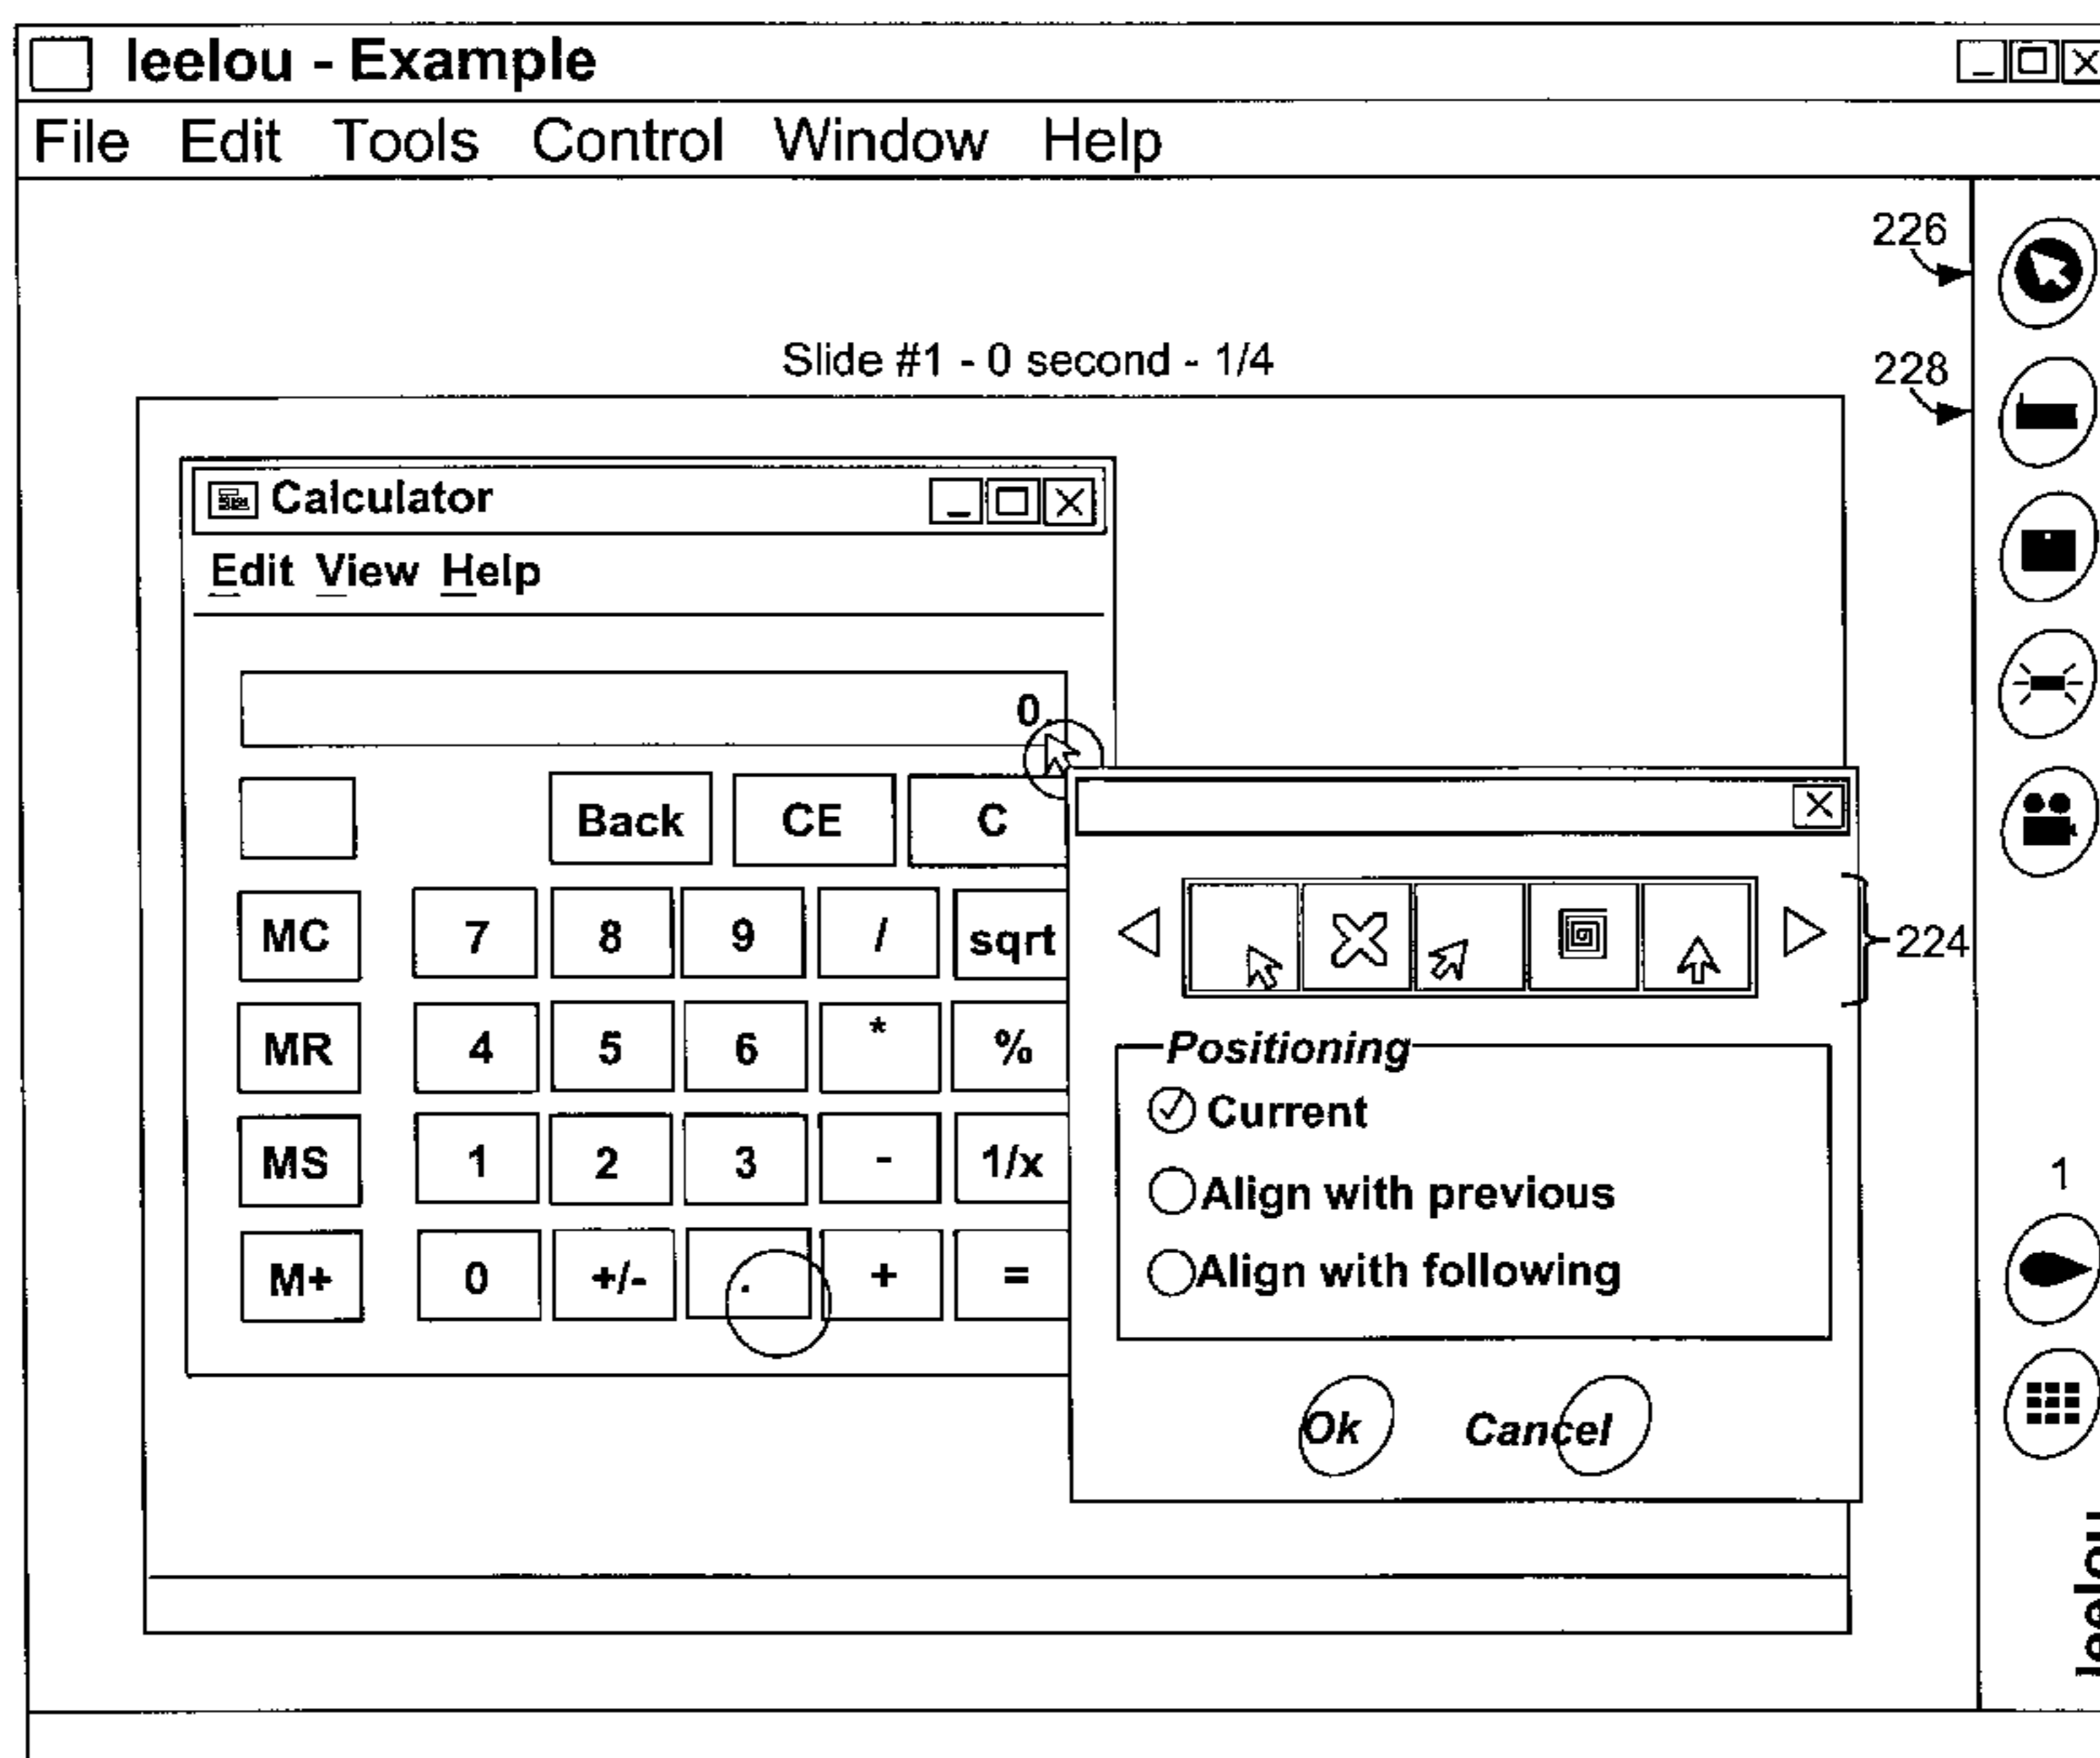 leelou - Example
File Edit Tools Control Window Help
226
Slide #1 - 0 second - 1/4
228
Calculator
Edit View Help
0.
Back CE C
MC 7 8 9 / sqrt
224
MR 4 5 6 * %
Positioning
Current
MS 1 2 3 - 1/x
Align with previous
1
M+ 0 +/- . + =
Align with following
Ok Cancel
leelou